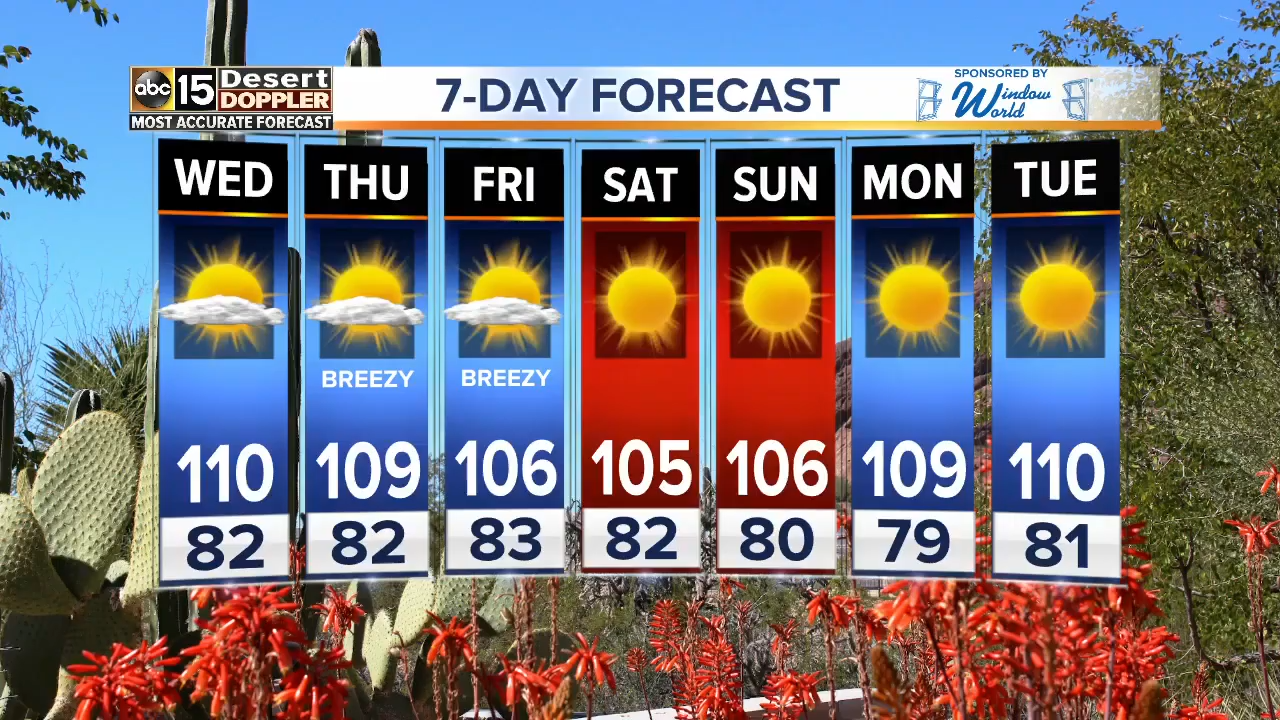 abc 15 Desert DOPPLER
MOST ACCURATE FORECAST
7-DAY FORECAST
SPONSORED BY
Window World
WED THU FRI SAT SUN MON TUE
BREEZY BREEZY
110 109 106 105 106 109 110
82 82 83 82 80 79 81